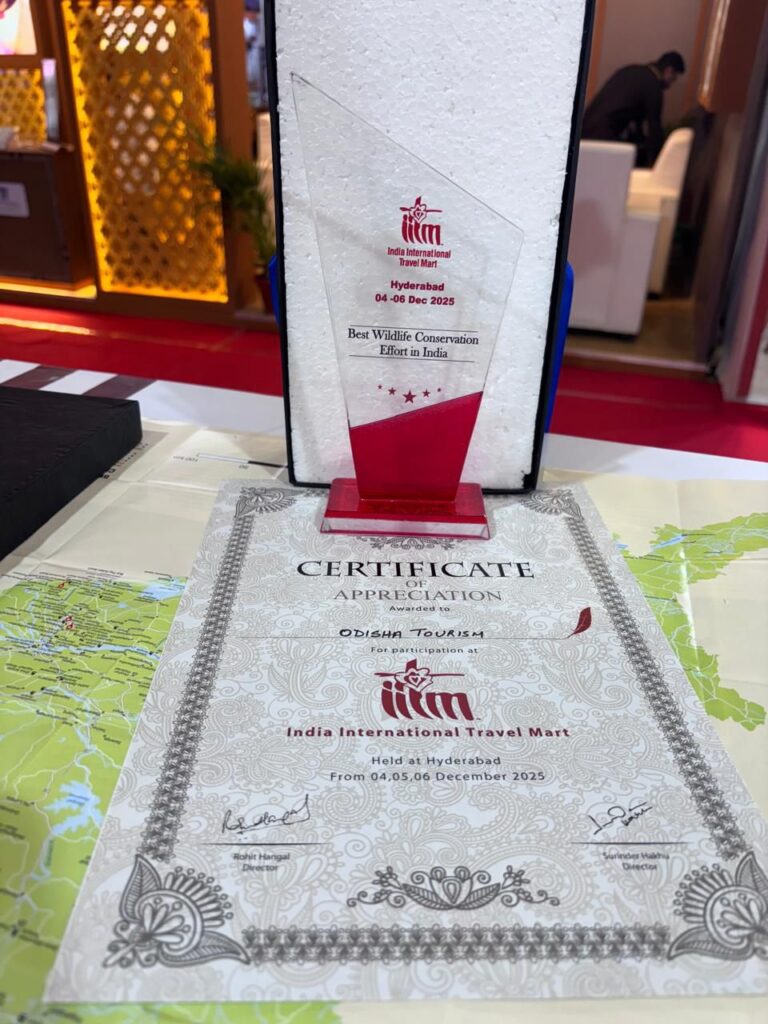 iitm
India International
Travel Mart
Hyderabad
04 -06 Dec 2025
Best Wildlife Conservation
Effort in India
CERTIFICATE
OF
APPRECIATION
Awarded to
ODISHA TOURISM
For participation at
iitm
India International Travel Mart
Held at Hyderabad
From 04,05,06 December 2025
Rohit Hangal
Director
Surinder Hakhu
Director